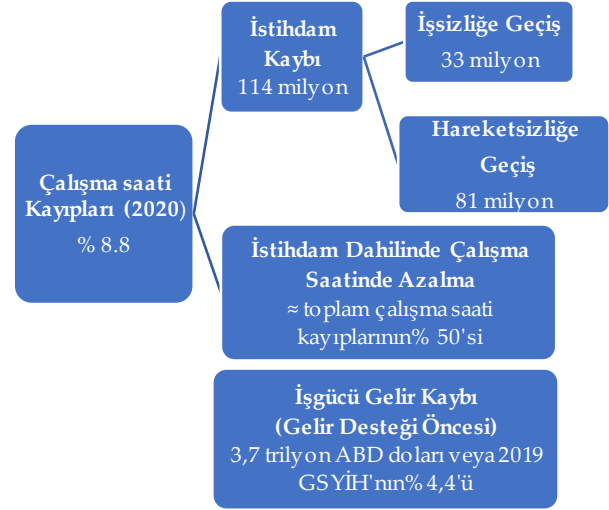 Çalışma saati
Kayıpları (2020)
% 8.8
İstihdam
Kaybı
114 milyon
İşsizliğe Geçiş
33 milyon
Hareketsizliğe
Geçiş
81 milyon
İstihdam Dahilinde Çalışma
Saatinde Azalma
≈ toplam çalışma saati
kayıplarının% 50'si
İşgücü Gelir Kaybı
(Gelir Desteği Öncesi)
3,7 trilyon ABD doları veya 2019
GSYİH'nın% 4,4'ü